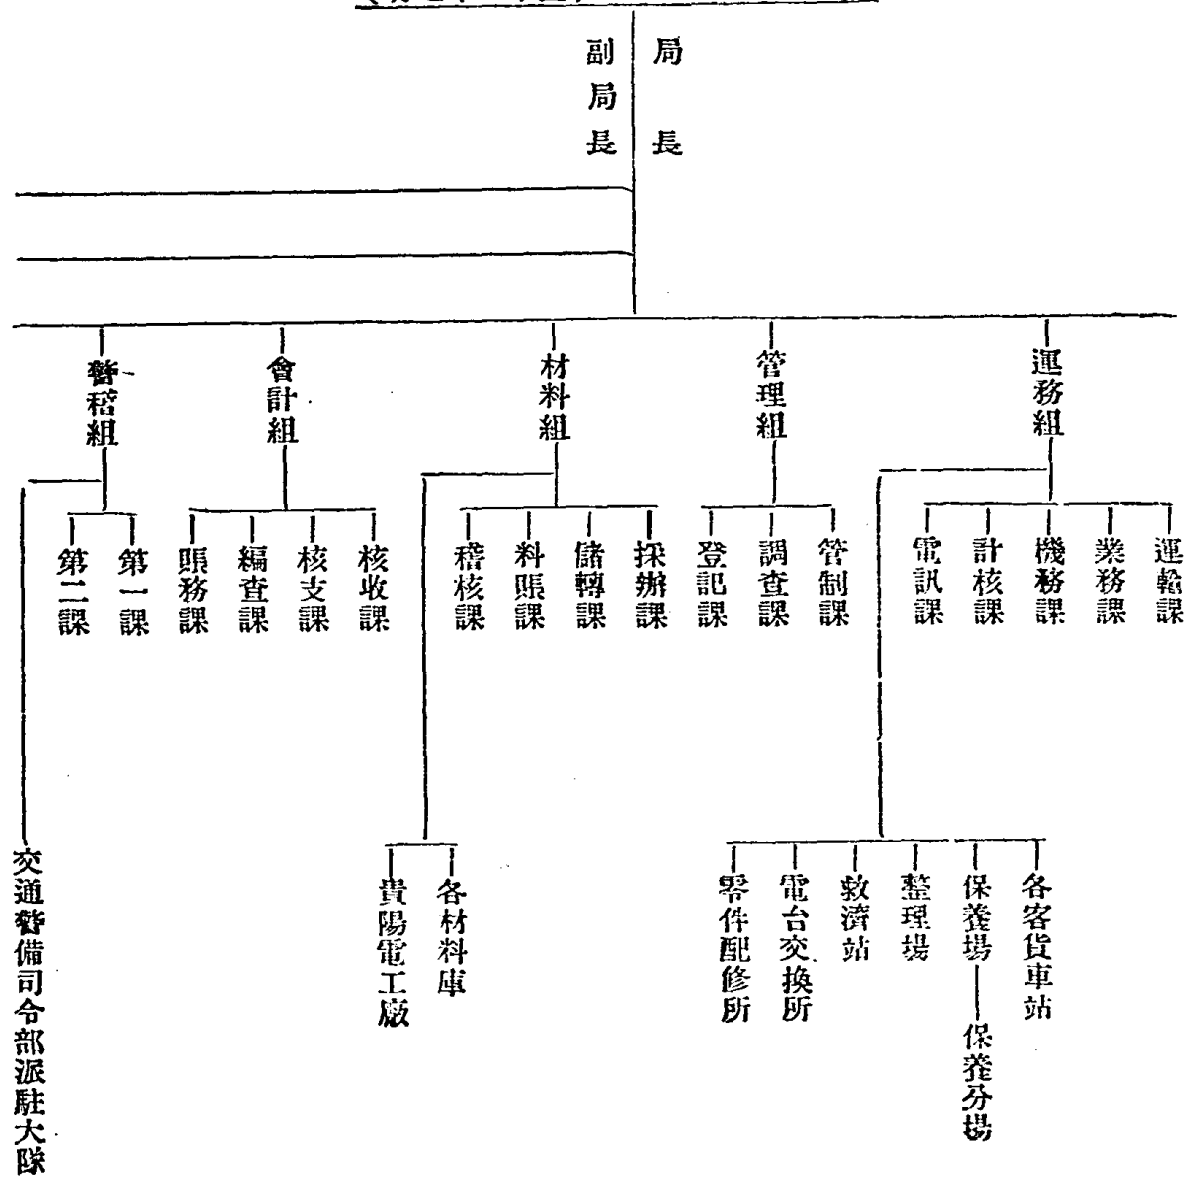 局長
副局長
運務組
管理組
材料組
會計組
警稽組
運輸課
業務課
機務課
計核課
電訊課
管制課
調查課
登記課
採辦課
儲轉課
料賬課
稽核課
核收課
核支課
編查課
賬務課
第一課
第二課
各客貨車站
保養場—保養分場
整理場
救濟站
電台交換所
零件配修所
各材料庫
貴陽電工廠
交通警備司令部派駐大隊